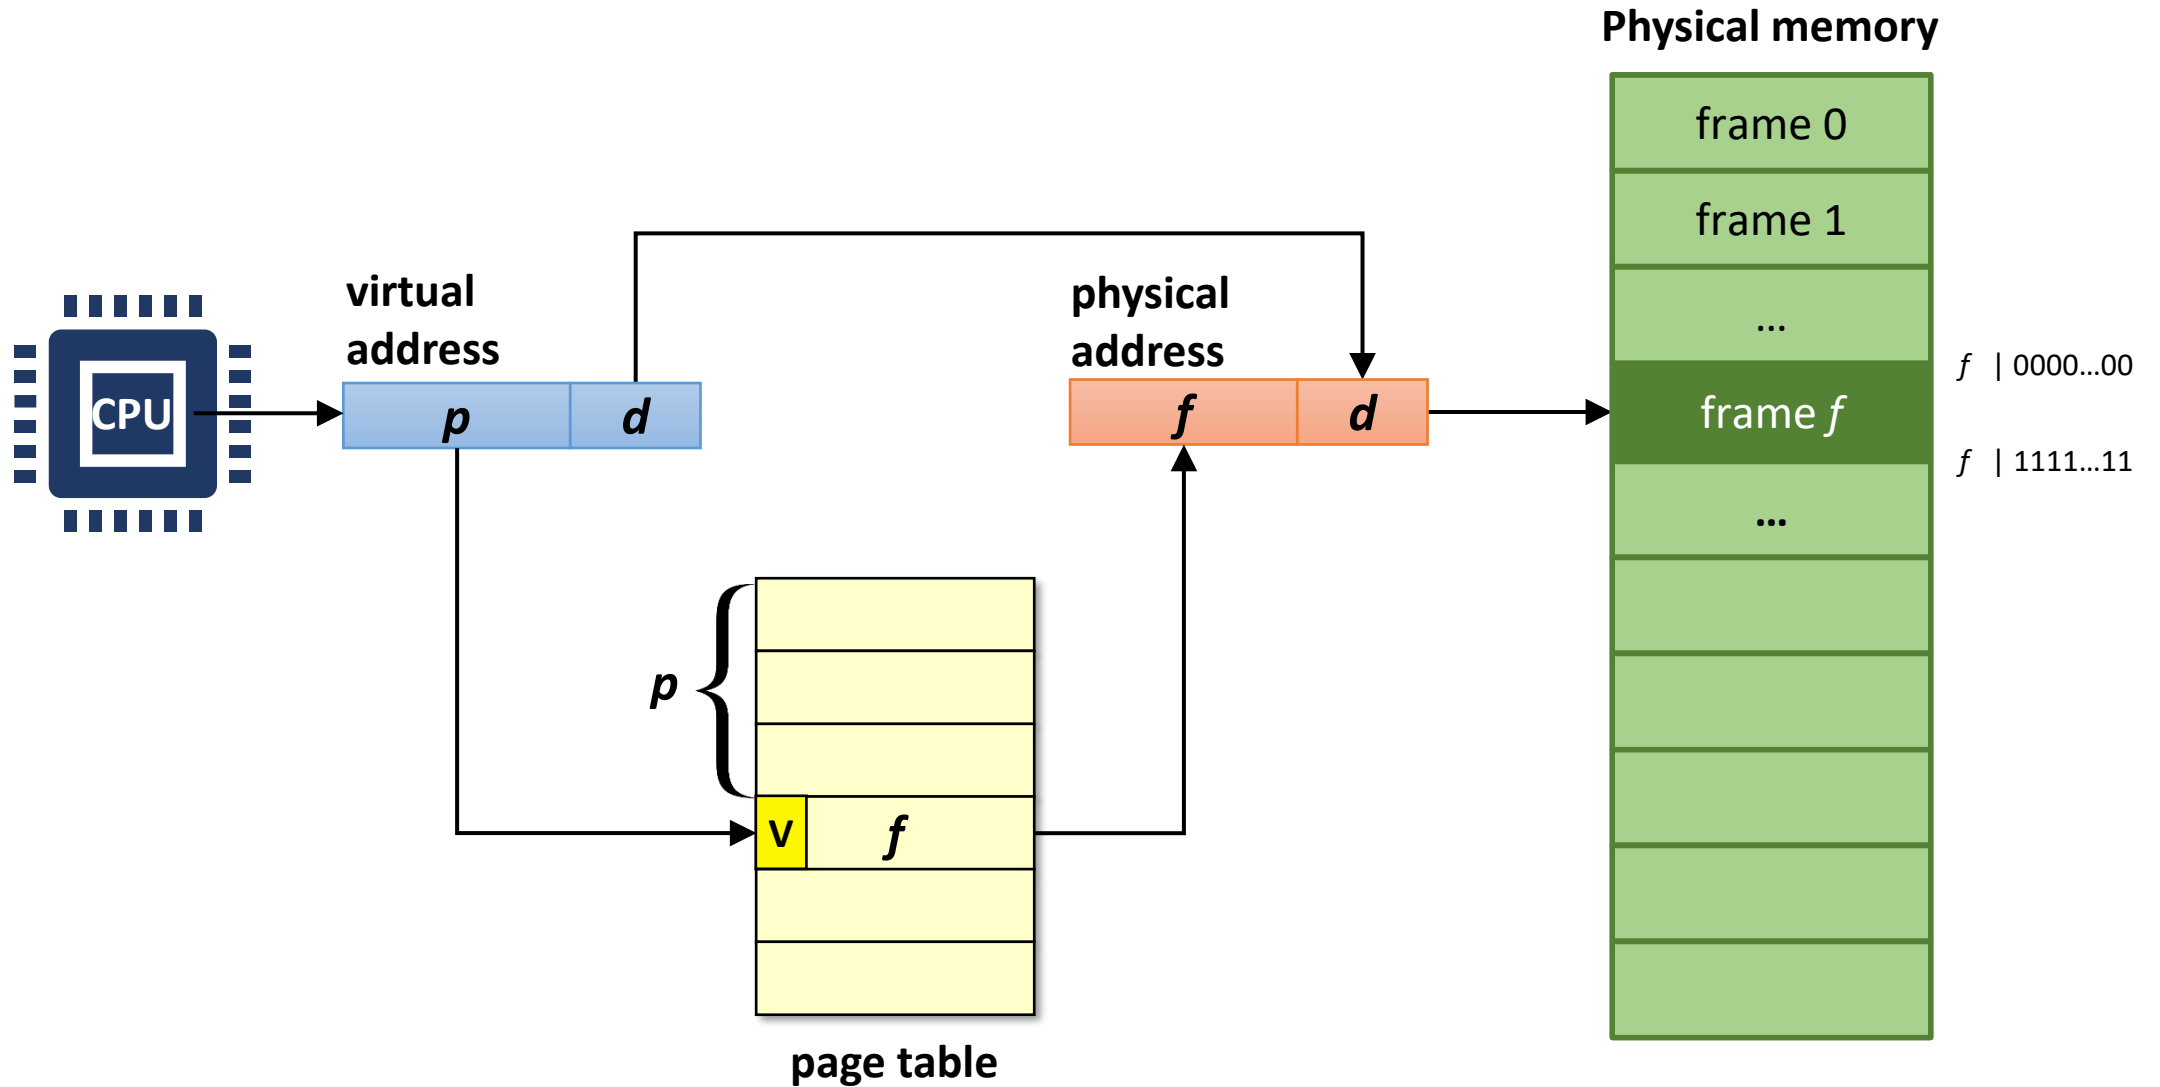 Physical memory
frame 0
frame 1
virtual
address
physical
address
...
f | 0000...00
CPU
p
d
f
d
frame f
f | 1111...11
...
p
V
f
page table